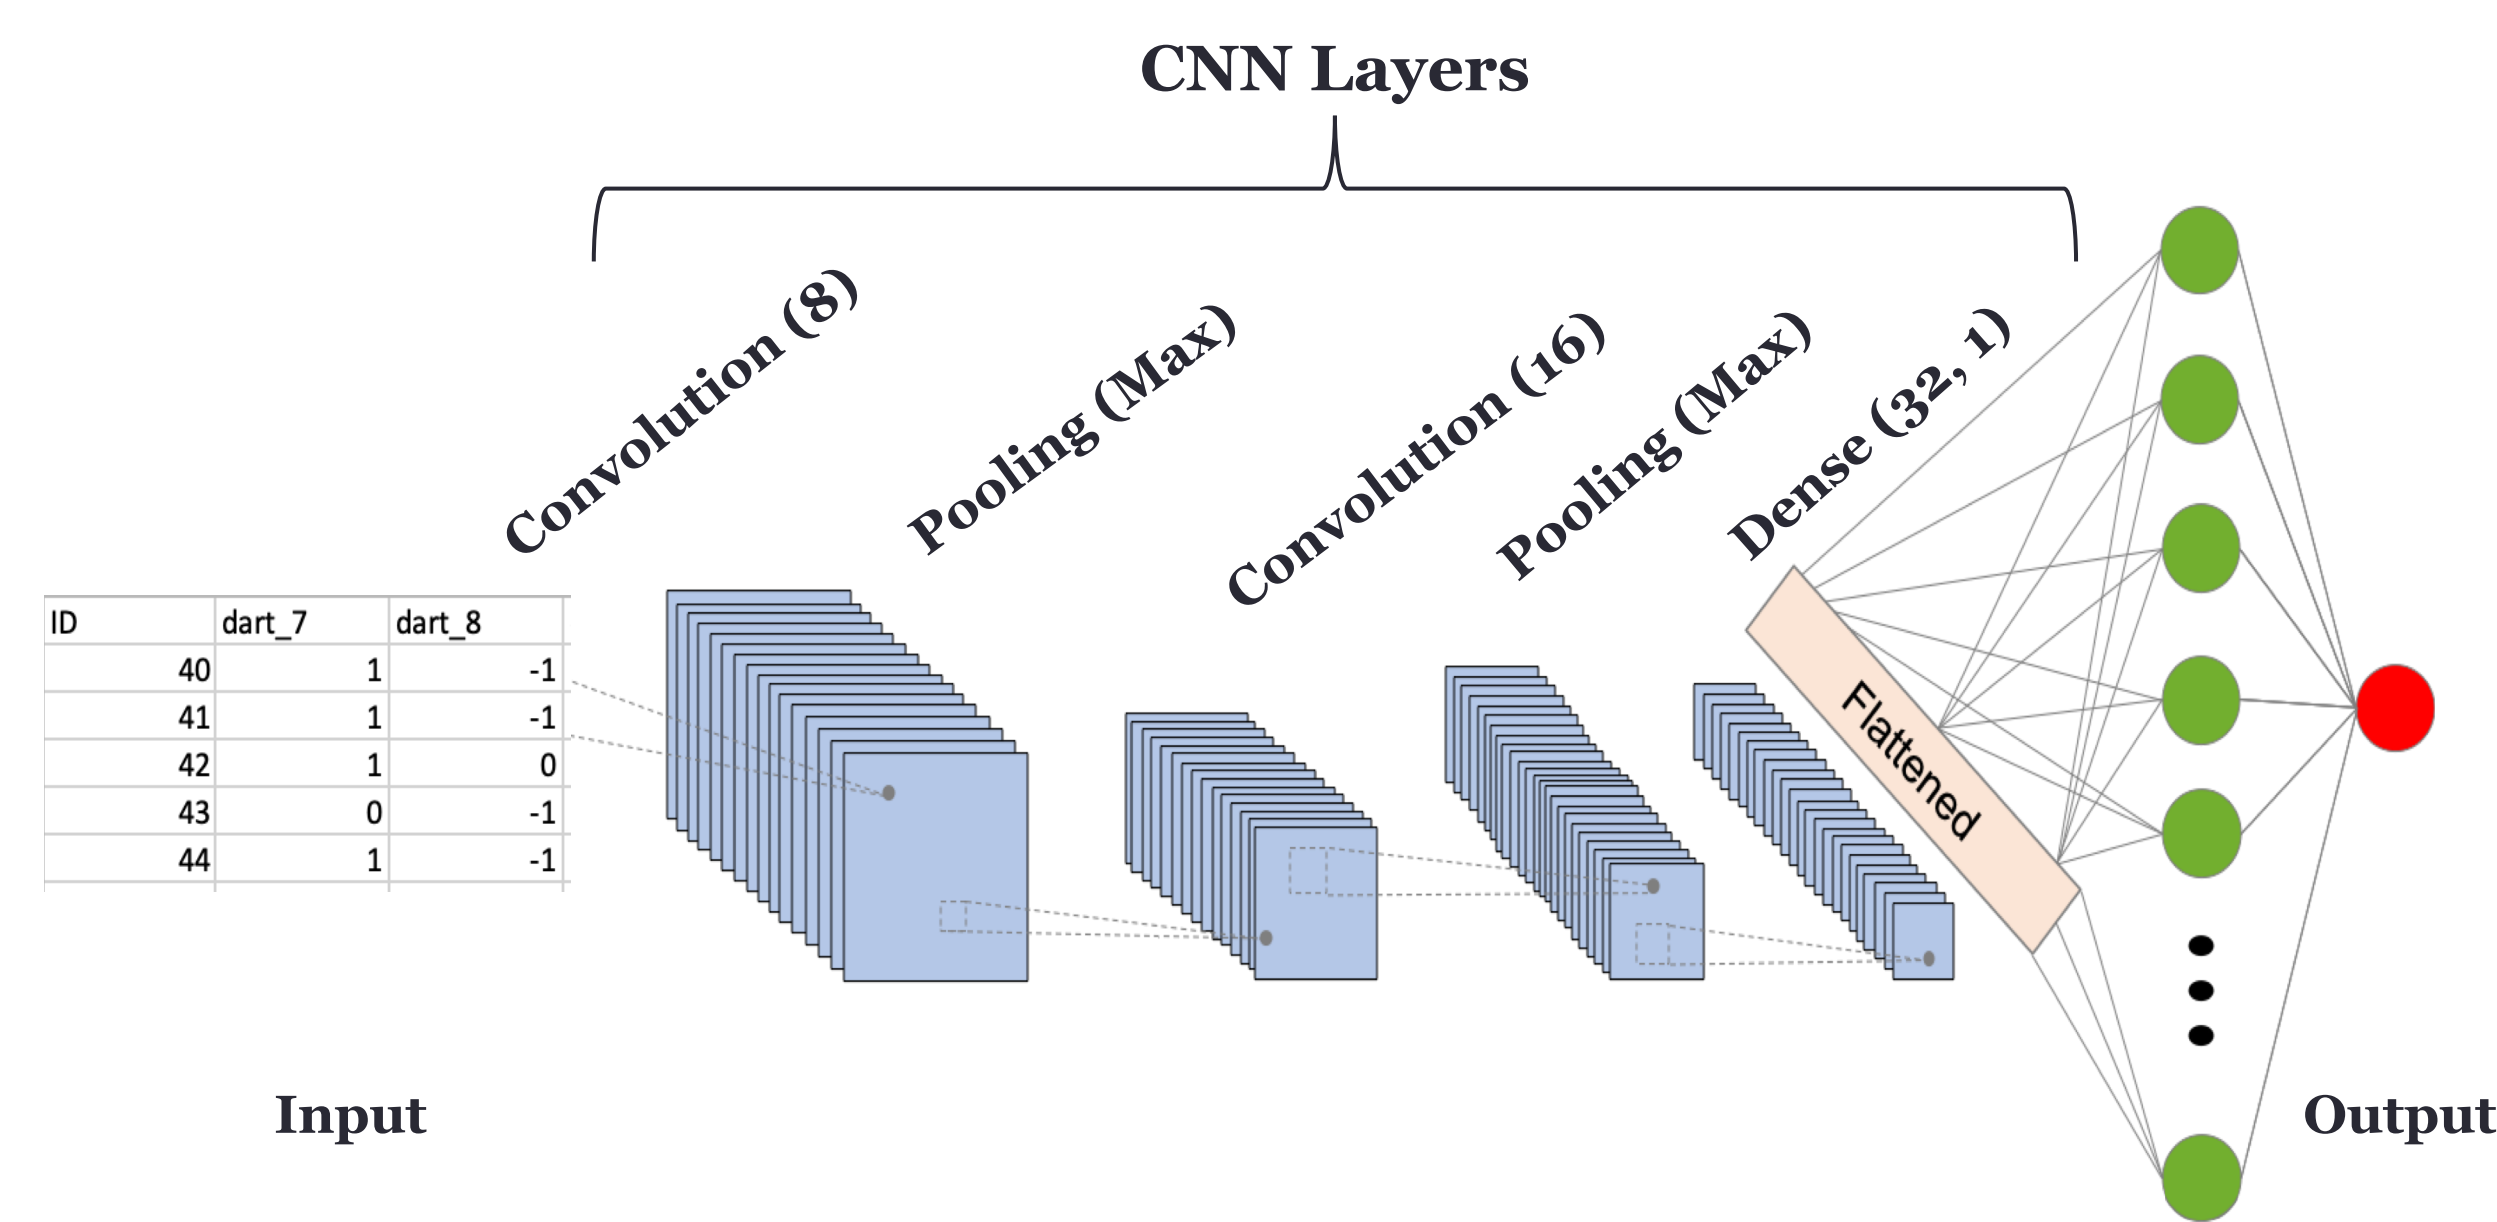 CNN Layers
Convolution (8)
Pooling (Max)
Convolution (16)
Pooling (Max)
Dense (32,1)
ID dart_7 dart_8
40 1 -1
41 1 -1
42 1 0
43 0 -1
44 1 -1
Flattened
Input
Output